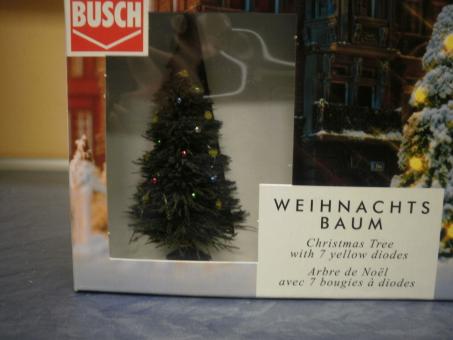 BUSCH
WEIHNACHTS
BAUM
Christmas Tree
with 7 yellow diodes
Arbre de Noël
avec 7 bougies à diodes